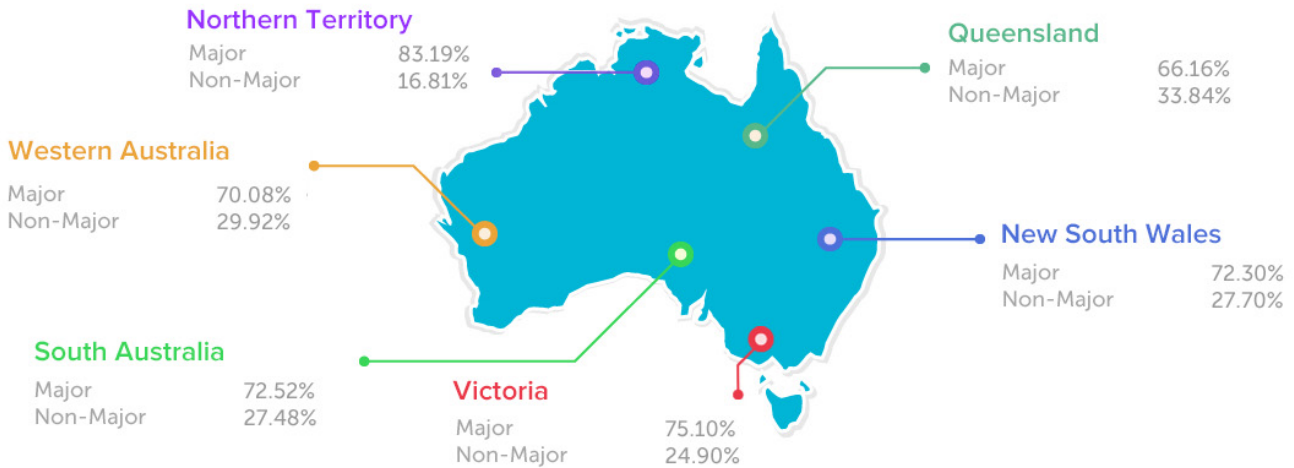 Northern Territory
Major 83.19%
Non-Major 16.81%
Queensland
Major 66.16%
Non-Major 33.84%
Western Australia
Major 70.08%
Non-Major 29.92%
New South Wales
Major 72.30%
Non-Major 27.70%
South Australia
Major 72.52%
Non-Major 27.48%
Victoria
Major 75.10%
Non-Major 24.90%